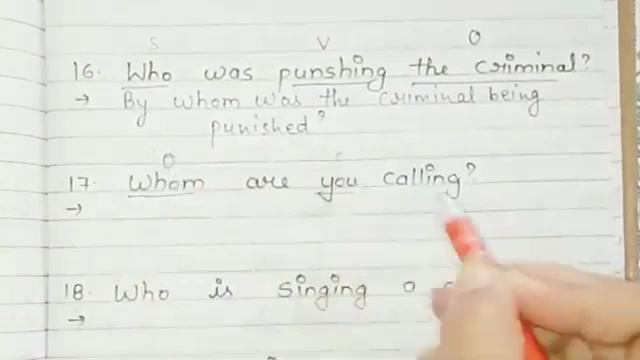 S V O
16. Who was punshing the criminal?
→ By whom was the criminal being
punished?
O
17. Whom are you calling?
→
18. Who is singing a
→